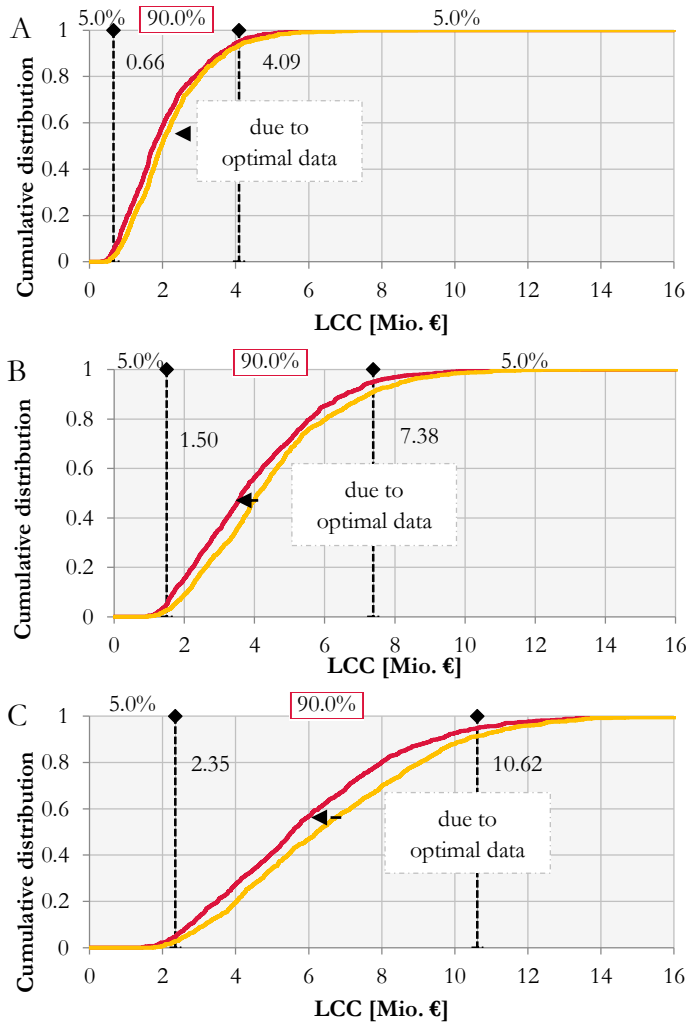 A
5.0%
90.0%
5.0%
0.66
4.09
due to
optimal data
Cumulative distribution
1
0.8
0.6
0.4
0.2
0
0 2 4 6 8 10 12 14 16
LCC [Mio. €]
B
5.0%
90.0%
5.0%
1.50
7.38
due to
optimal data
Cumulative distribution
1
0.8
0.6
0.4
0.2
0
0 2 4 6 8 10 12 14 16
LCC [Mio. €]
C
5.0%
90.0%
2.35
10.62
due to
optimal data
Cumulative distribution
1
0.8
0.6
0.4
0.2
0
0 2 4 6 8 10 12 14 16
LCC [Mio. €]